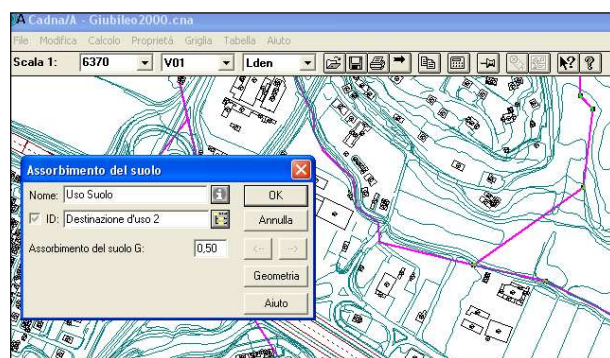 Cadna/A - Giubileo2000.cna
File Modifica Calcolo Proprietà Griglia Tabella Aiuto
Scala 1: 6370 V01 Lden
Assorbimento del suolo
Nome: Uso Suolo OK
ID: Destinazione d'uso 2 Annulla
Assorbimento del suolo G: 0,50 <-- -->
Geometria
Aiuto